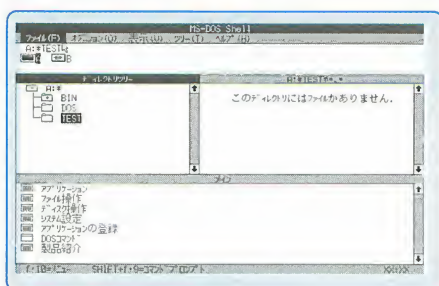 MS-DOS Shell
ファイル(F) オプション(O) 表示(V) ツリー(T) ヘルプ(H)
A:¥TEST
A B
ディレクトリツリー
A:¥TEST¥*.*
A:¥
BIN
DOS
TEST
このディレクトリにはファイルがありません.
メイン
アプリケーション
ファイル操作
ディスク操作
システム設定
アプリケーションの登録
DOSコマンド
製品紹介
f･10=メニュー SHIFT+f･9=コマンドプロンプト